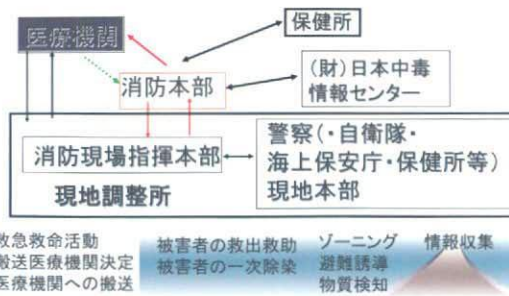 医療機関
保健所
消防本部
（財）日本中毒
情報センター
消防現場指揮本部
警察（・自衛隊・
海上保安庁・保健所等）
現地本部
現地調整所
救急救命活動
搬送医療機関決定
医療機関への搬送
被害者の救出救助
被害者の一次除染
ゾーニング
避難誘導
物質検知
情報収集